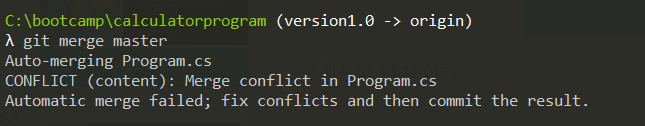 C:\bootcamp\calculatorprogram (version1.0 -> origin)
λ git merge master
Auto-merging Program.cs
CONFLICT (content): Merge conflict in Program.cs
Automatic merge failed; fix conflicts and then commit the result.